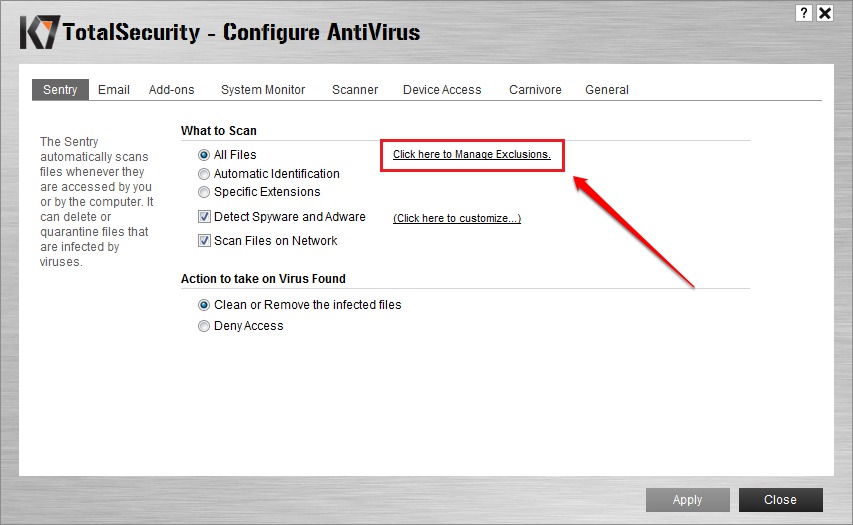 ? X
K7 TotalSecurity - Configure AntiVirus
Sentry Email Add-ons System Monitor Scanner Device Access Carnivore General
The Sentry
automatically scans
files whenever they
are accessed by you
or by the computer. It
can delete or
quarantine files that
are infected by
viruses.
What to Scan
All Files
Click here to Manage Exclusions.
Automatic Identification
Specific Extensions
Detect Spyware and Adware
(Click here to customize...)
Scan Files on Network
Action to take on Virus Found
Clean or Remove the infected files
Deny Access
Apply Close